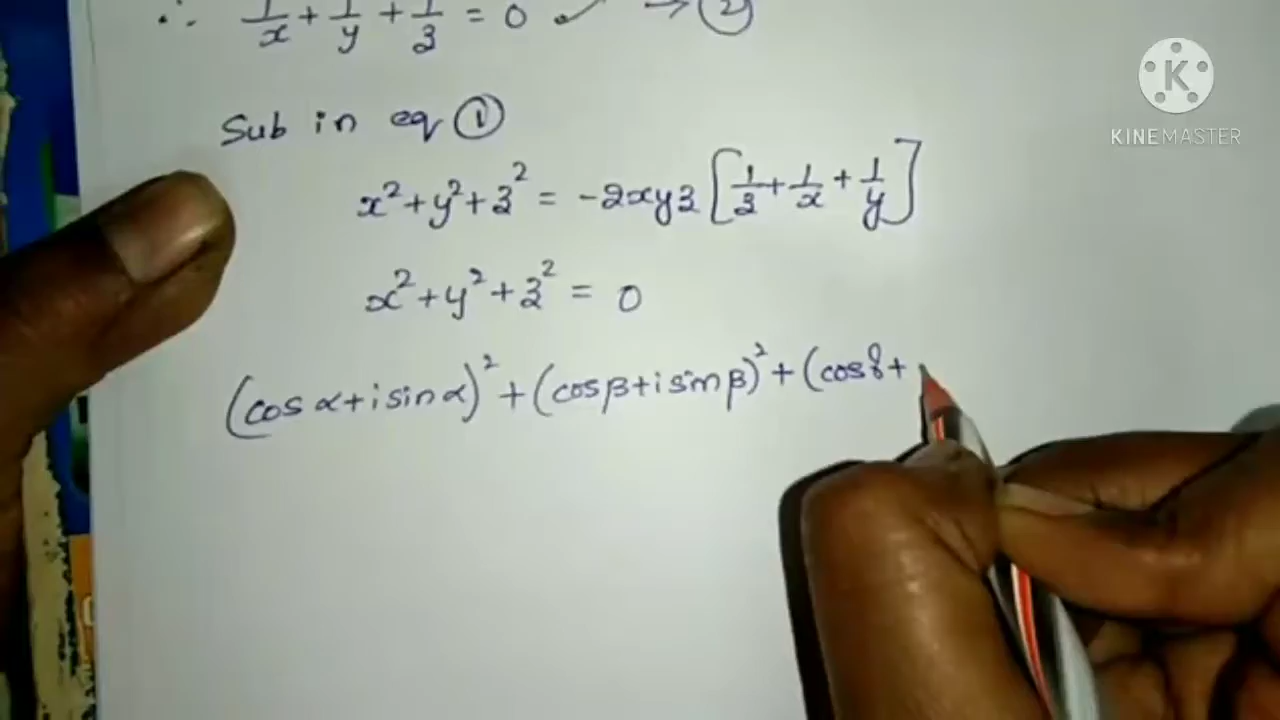 ∴ 1/x + 1/y + 1/z = 0 ✓ → ②
Sub in eq ①
x² + y² + z² = -2xyz [1/z + 1/x + 1/y]
x² + y² + z² = 0
(cos α + i sin α)² + (cos β + i sin β)² + (cos γ +
K
KINEMASTER